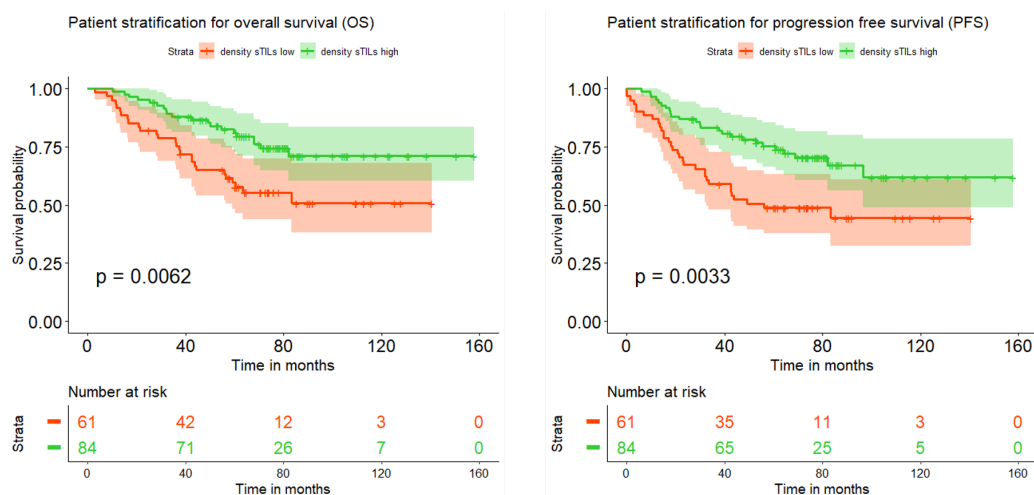 Patient stratification for overall survival (OS)
Strata density sTILs low density sTILs high
Survival probability
1.00
0.75
0.50
0.25
0.00
p = 0.0062
0 40 80 120 160
Time in months
Number at risk
Strata
61 42 12 3 0
84 71 26 7 0
0 40 80 120 160
Time in months
Patient stratification for progression free survival (PFS)
Strata density sTILs low density sTILs high
Survival probability
1.00
0.75
0.50
0.25
0.00
p = 0.0033
0 40 80 120 160
Time in months
Number at risk
Strata
61 35 11 3 0
84 65 25 5 0
0 40 80 120 160
Time in months